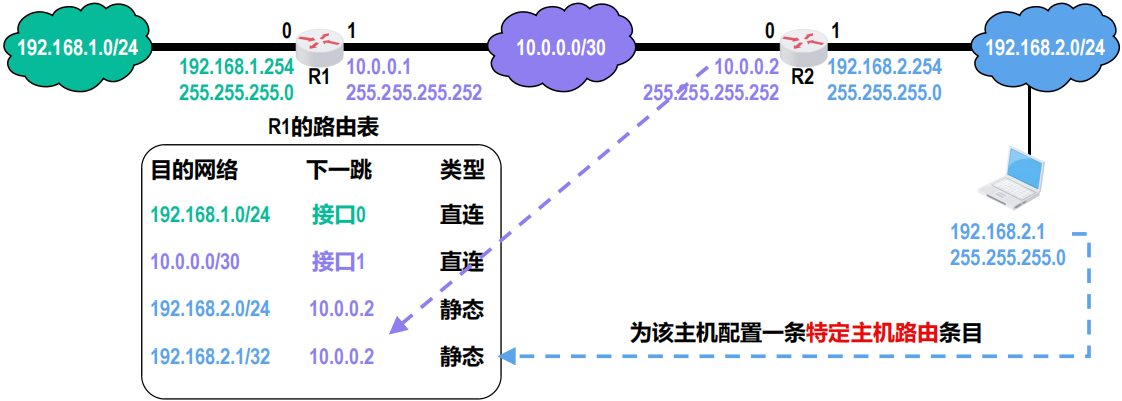 192.168.1.0/24
0
1
10.0.0.0/30
0
1
192.168.2.0/24
192.168.1.254
255.255.255.0
R1
10.0.0.1
255.255.255.252
10.0.0.2
255.255.255.252
R2
192.168.2.254
255.255.255.0
R1的路由表
目的网络 下一跳 类型
192.168.1.0/24 接口0 直连
10.0.0.0/30 接口1 直连
192.168.2.0/24 10.0.0.2 静态
192.168.2.1/32 10.0.0.2 静态
192.168.2.1
255.255.255.0
为该主机配置一条特定主机路由条目